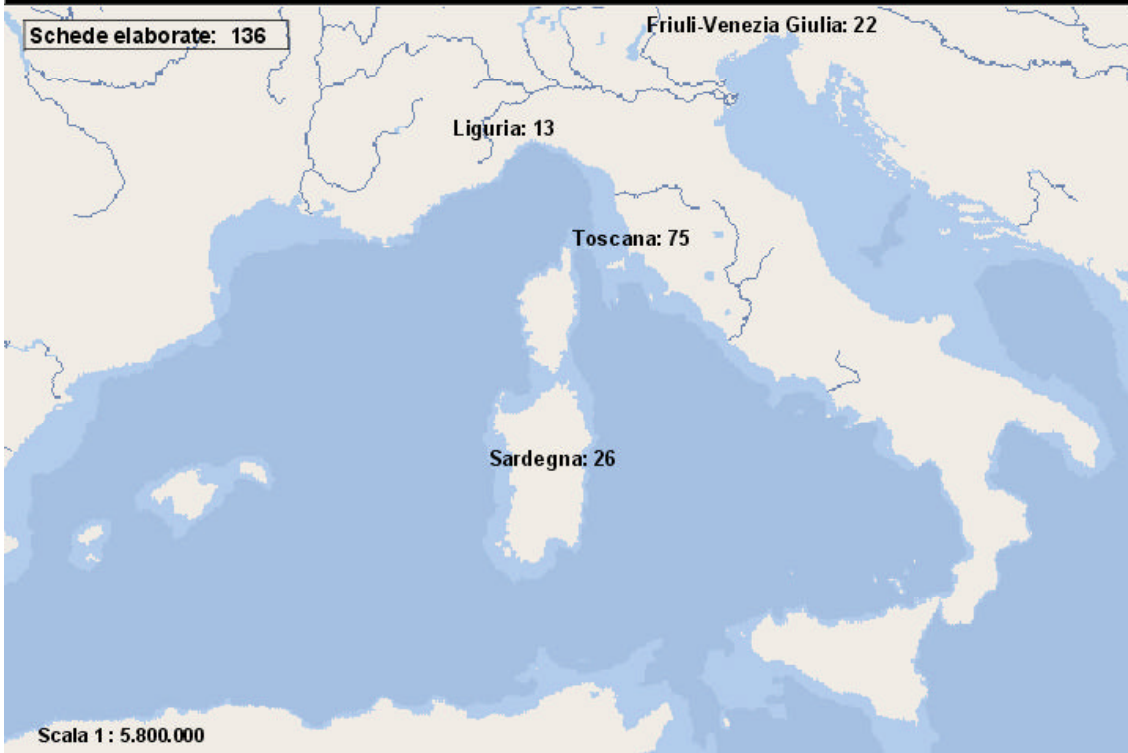 Schede elaborate: 136
Friuli-Venezia Giulia: 22
Liguria: 13
Toscana: 75
Sardegna: 26
Scala 1 : 5.800.000